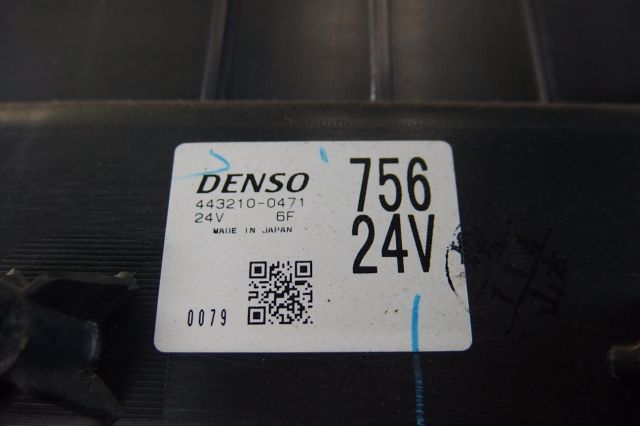 DENSO
443210-0471
24V 6F
MADE IN JAPAN
756
24V
0079